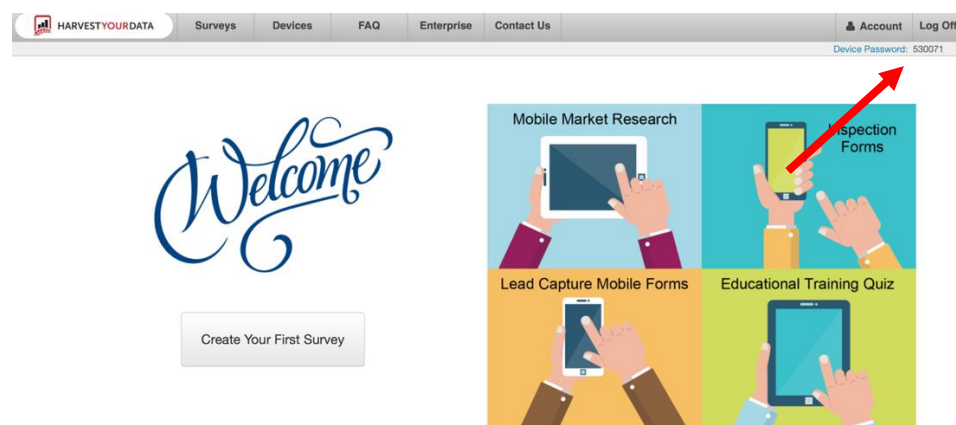 HARVESTYOURDATA Surveys Devices FAQ Enterprise Contact Us Account Log Off
Device Password: 530071
Welcome
Create Your First Survey
Mobile Market Research
Inspection
Forms
Lead Capture Mobile Forms
Educational Training Quiz